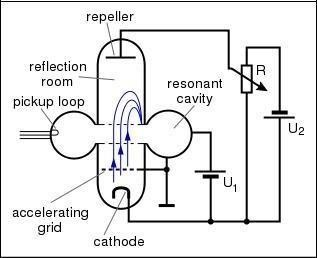 repeller
reflection
room
pickup loop
resonant
cavity
R
U2
U1
accelerating
grid
cathode